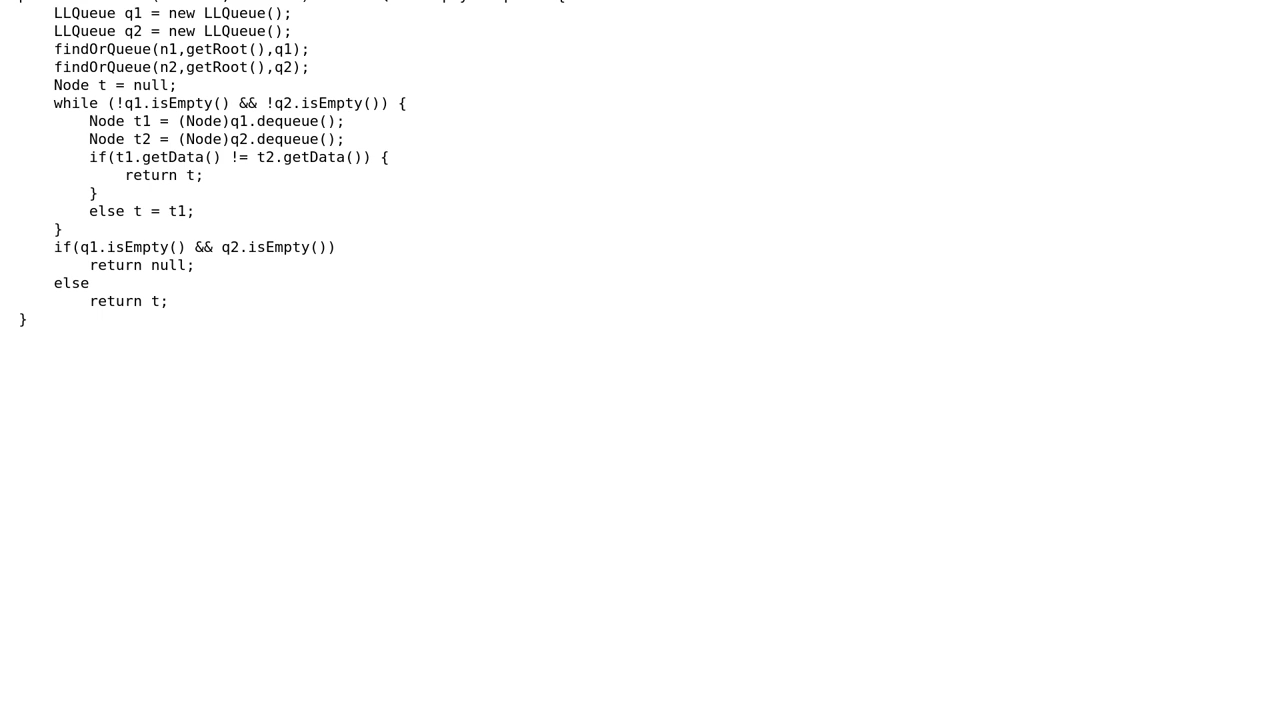 LLQueue q1 = new LLQueue();
LLQueue q2 = new LLQueue();
findOrQueue(n1,getRoot(),q1);
findOrQueue(n2,getRoot(),q2);
Node t = null;
while (!q1.isEmpty() && !q2.isEmpty()) {
Node t1 = (Node)q1.dequeue();
Node t2 = (Node)q2.dequeue();
if(t1.getData() != t2.getData()) {
return t;
}
else t = t1;
}
if(q1.isEmpty() && q2.isEmpty())
return null;
else
return t;
}